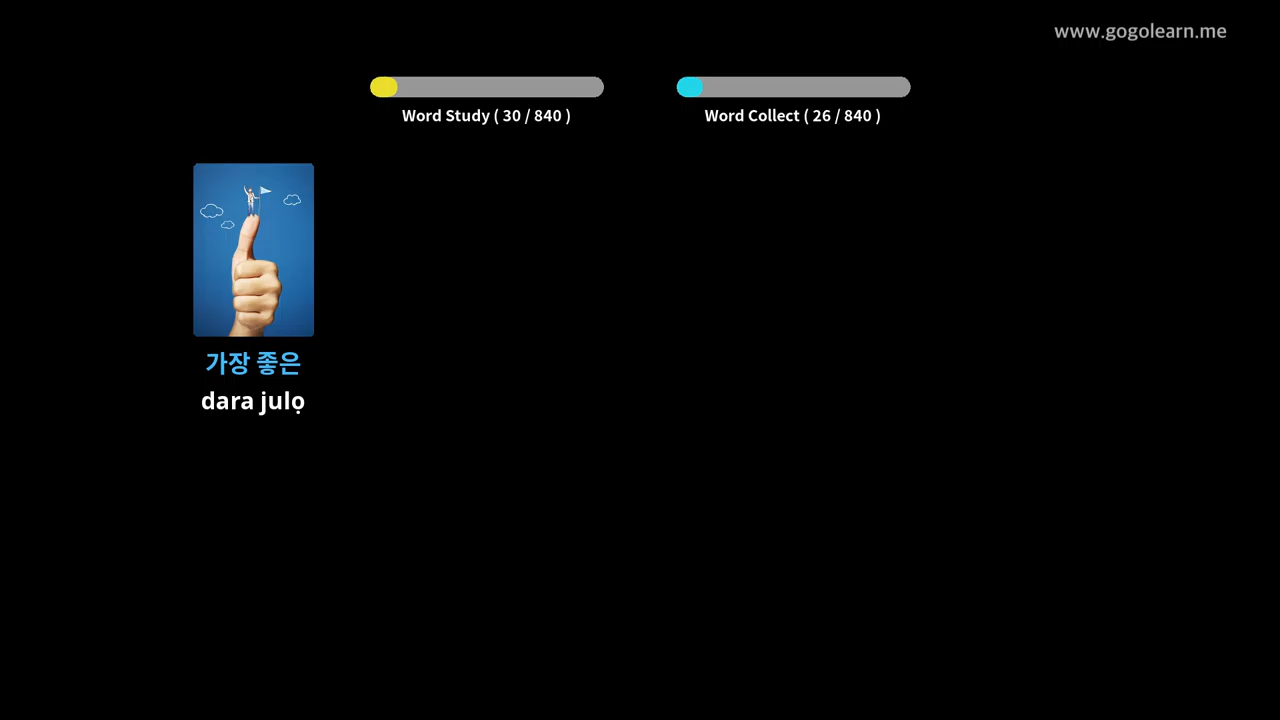 www.gogolearn.me
Word Study ( 30 / 840 )
Word Collect ( 26 / 840 )
가장 좋은
dara julọ